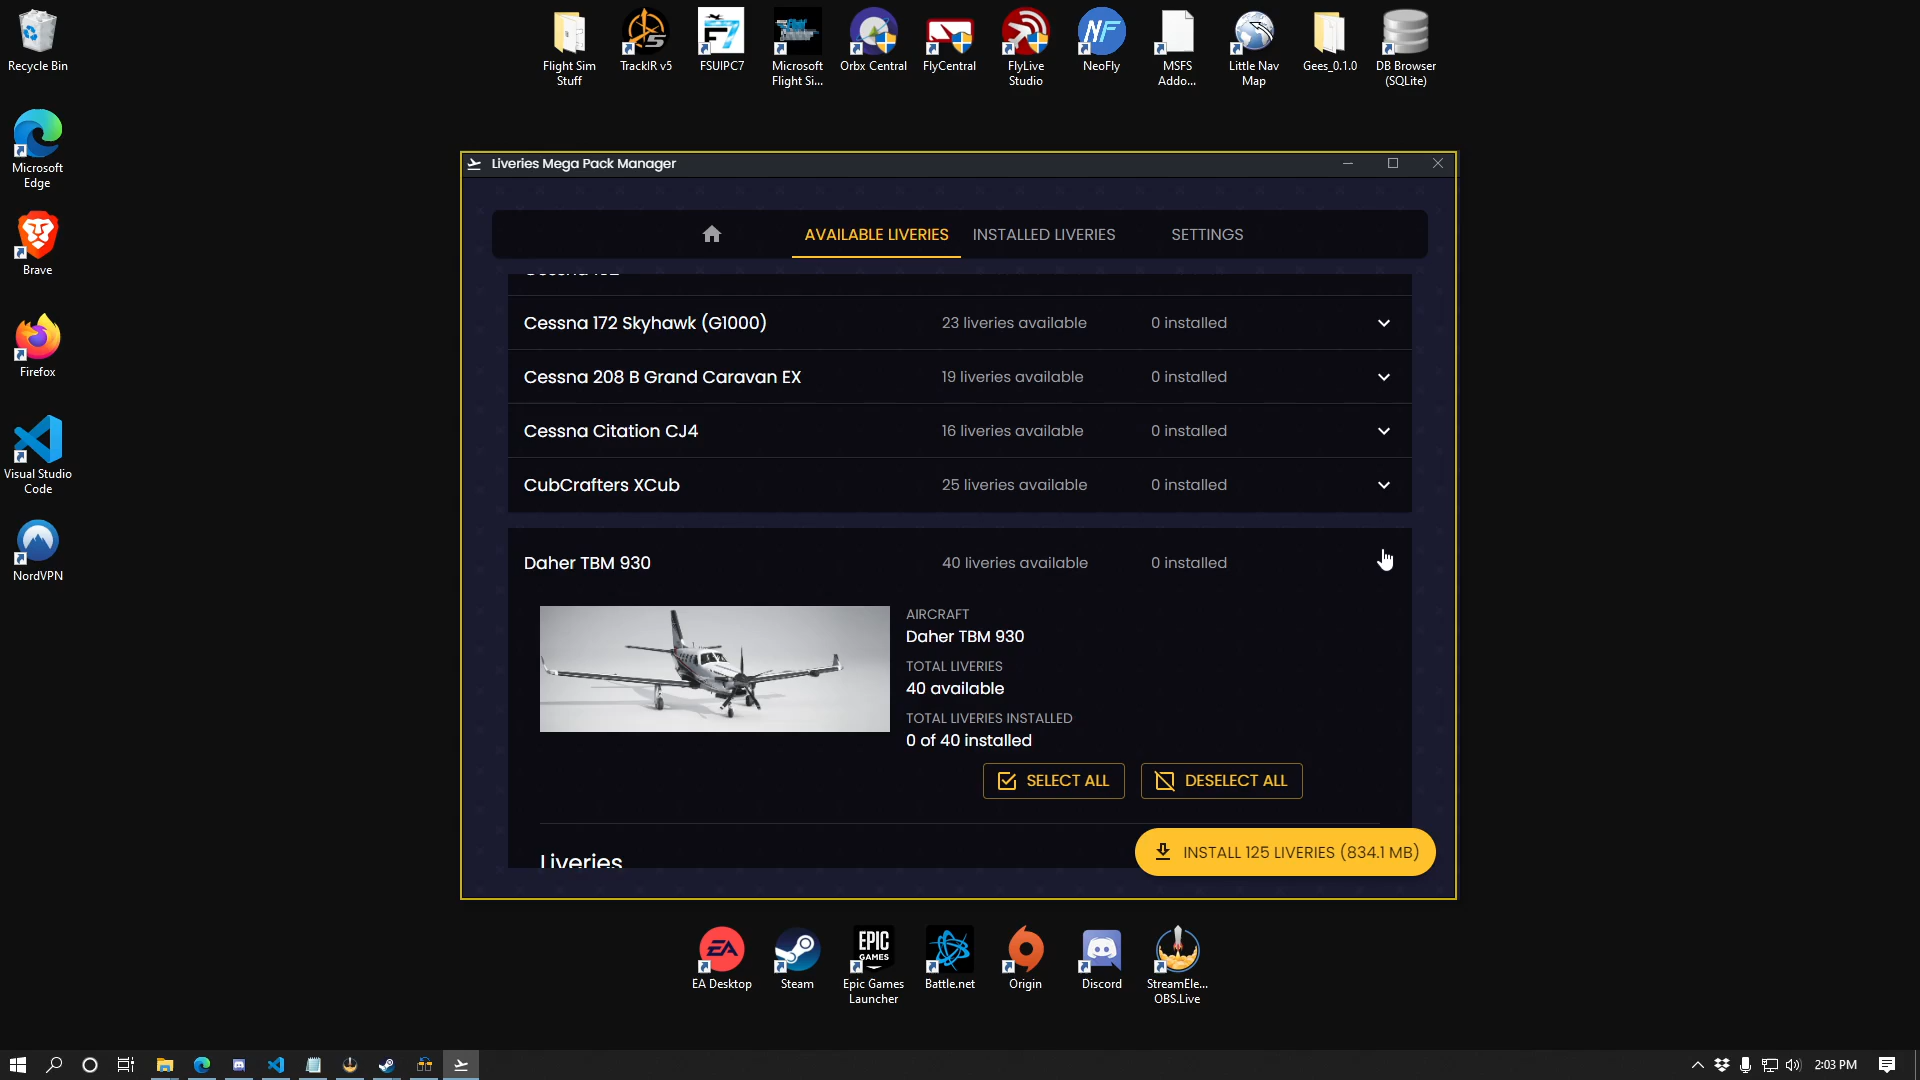 Recycle Bin
Flight Sim
Stuff
TrackIR v5
FSUIPC7
Microsoft
Flight Si...
Orbx Central
FlyCentral
FlyLive
Studio
NeoFly
MSFS
Addo...
Little Nav
Map
Gees_0.1.0
DB Browser
(SQLite)
Microsoft
Edge
Brave
Firefox
Visual Studio
Code
NordVPN
Liveries Mega Pack Manager
AVAILABLE LIVERIES
INSTALLED LIVERIES
SETTINGS
Cessna 172 Skyhawk (G1000)
23 liveries available
0 installed
Cessna 208 B Grand Caravan EX
19 liveries available
0 installed
Cessna Citation CJ4
16 liveries available
0 installed
CubCrafters XCub
25 liveries available
0 installed
Daher TBM 930
40 liveries available
0 installed
AIRCRAFT
Daher TBM 930
TOTAL LIVERIES
40 available
TOTAL LIVERIES INSTALLED
0 of 40 installed
SELECT ALL
DESELECT ALL
Liveries
INSTALL 125 LIVERIES (834.1 MB)
EA
EA Desktop
Steam
EPIC
GAMES
Epic Games
Launcher
Battle.net
Origin
Discord
StreamEle...
OBS.Live
2:03 PM